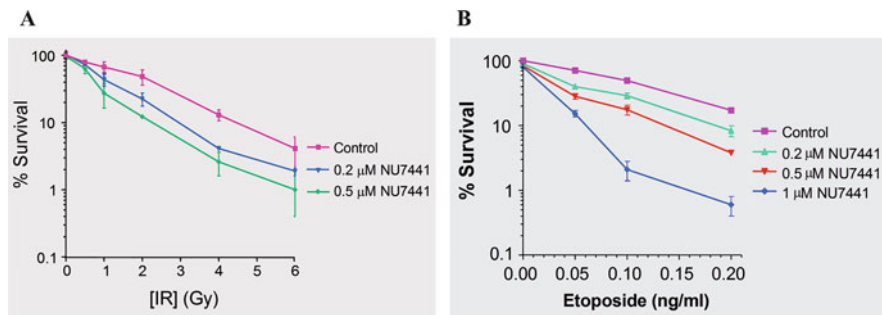 A
% Survival
100
10
1
0.1
0
1
2
3
4
5
6
[IR] (Gy)
Control
0.2 µM NU7441
0.5 µM NU7441
B
% Survival
100
10
1
0.1
0.00
0.05
0.10
0.15
0.20
Etoposide (ng/ml)
Control
0.2 µM NU7441
0.5 µM NU7441
1 µM NU7441